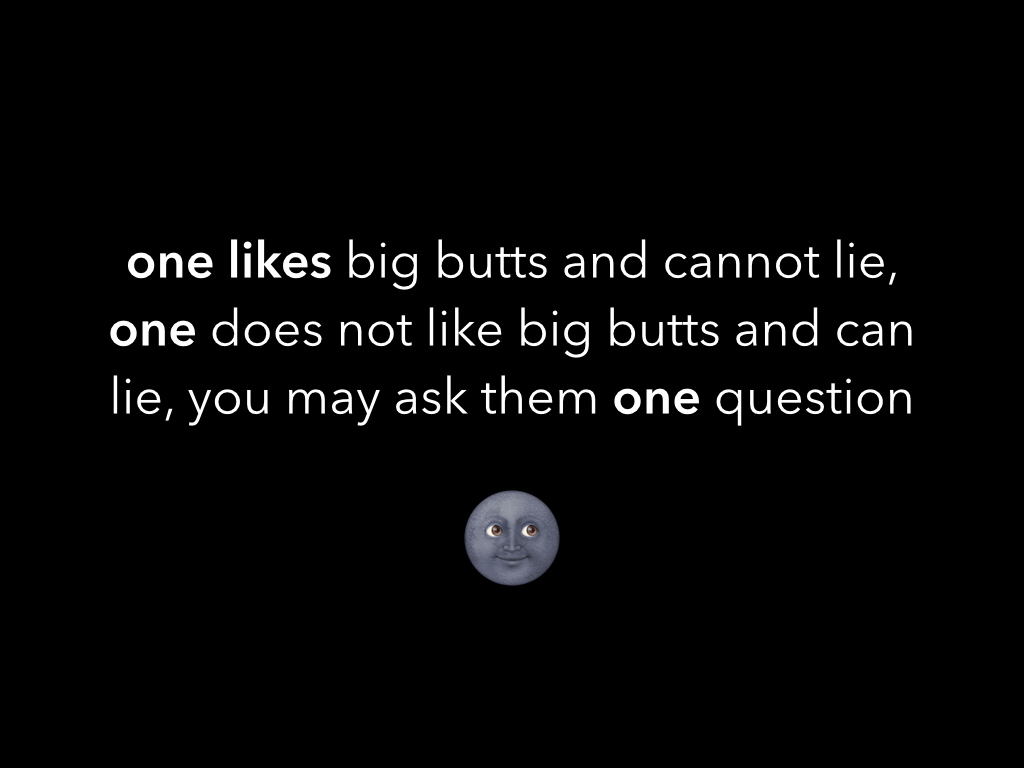 one likes big butts and cannot lie,
one does not like big butts and can
lie, you may ask them one question